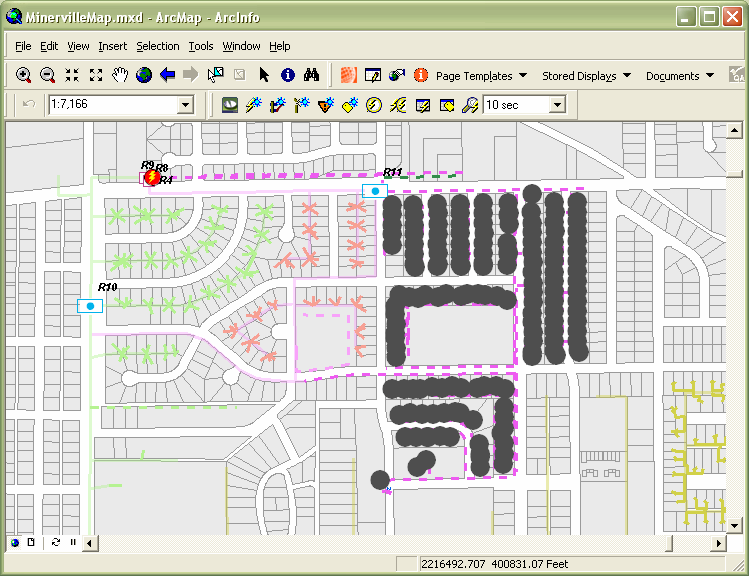 MinervilleMap.mxd - ArcMap - ArcInfo
File Edit View Insert Selection Tools Window Help
Page Templates Stored Displays Documents QA
1:7,166 10 sec
R9 R8
R4
R11
R10
2216492.707 400831.07 Feet